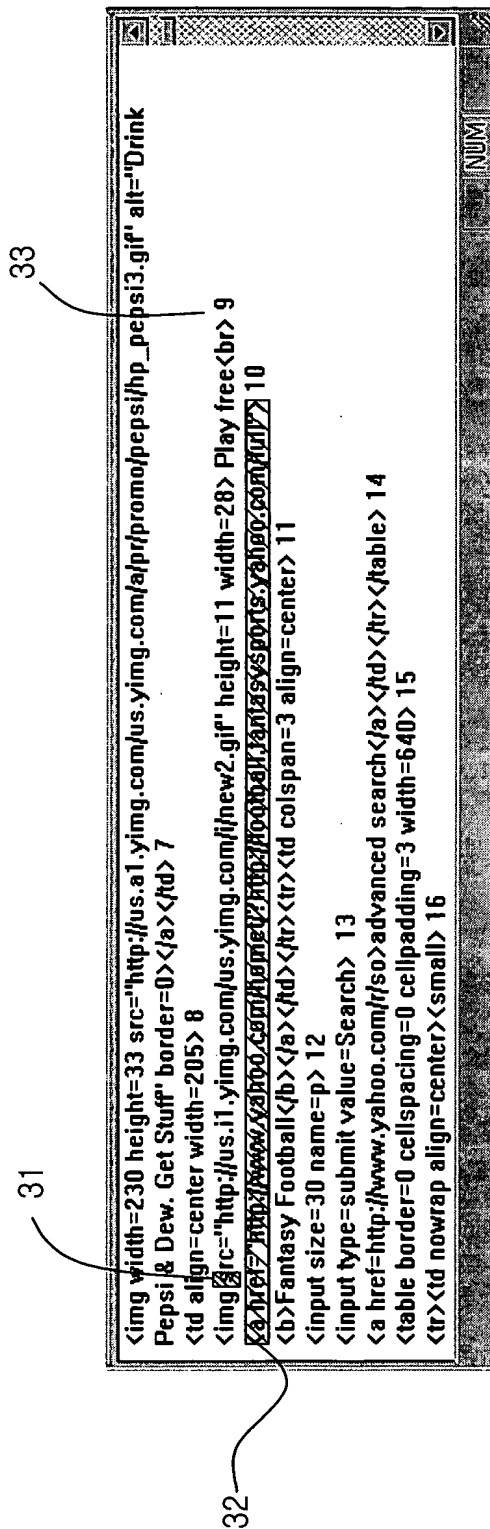 33
31
32
<img width=230 height=33 src="http://us.a1.yimg.com/us.yimg.com/a/pr/promo/pepsi/hp_pepsi3.gif" alt="Drink
Pepsi & Dew. Get Stuff" border=0></a></td> 7
<td align=center width=205> 8
<img src="http://us.i1.yimg.com/us.yimg.com/i/new2.gif" height=11 width=28> Play free<br> 9
<a href="http://www.yahoo.com/homet/?http://football.fantasysports.yahoo.com/full/"> 10
<b>Fantasy Football</b></a></td></tr><tr><td colspan=3 align=center> 11
<input size=30 name=p> 12
<input type=submit value=Search> 13
<a href=http://www.yahoo.com/r/so>advanced search</a></td></tr></table> 14
<table border=0 cellspacing=0 cellpadding=3 width=640> 15
<tr><td nowrap align=center><small> 16
NUM